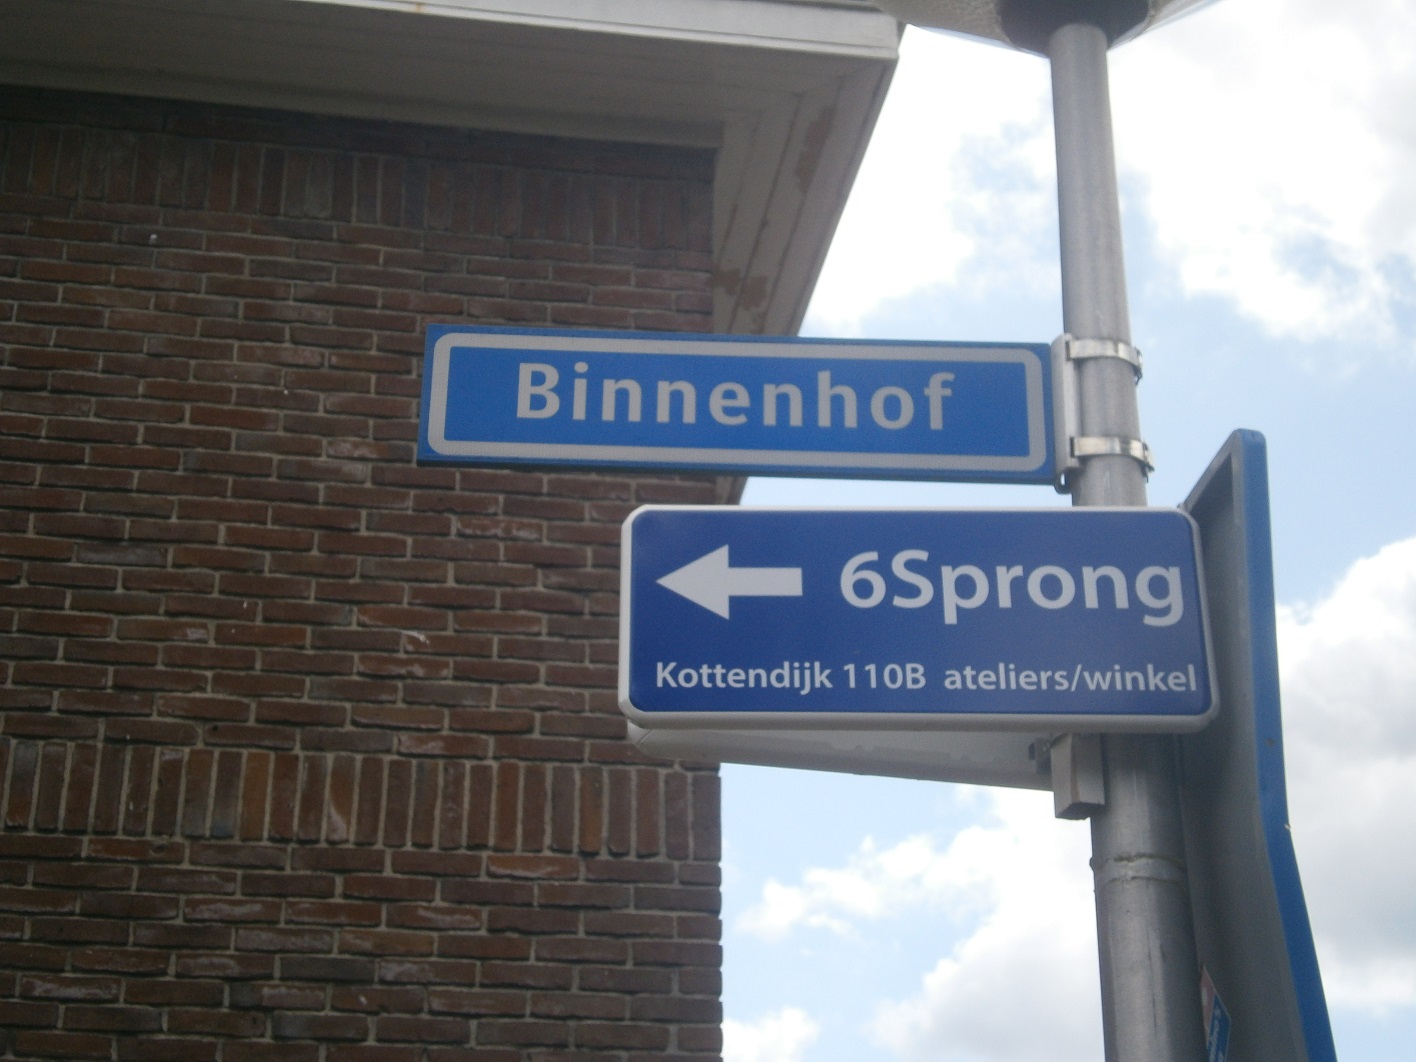 Binnenhof
6Sprong
Kottendijk 110B ateliers/winkel